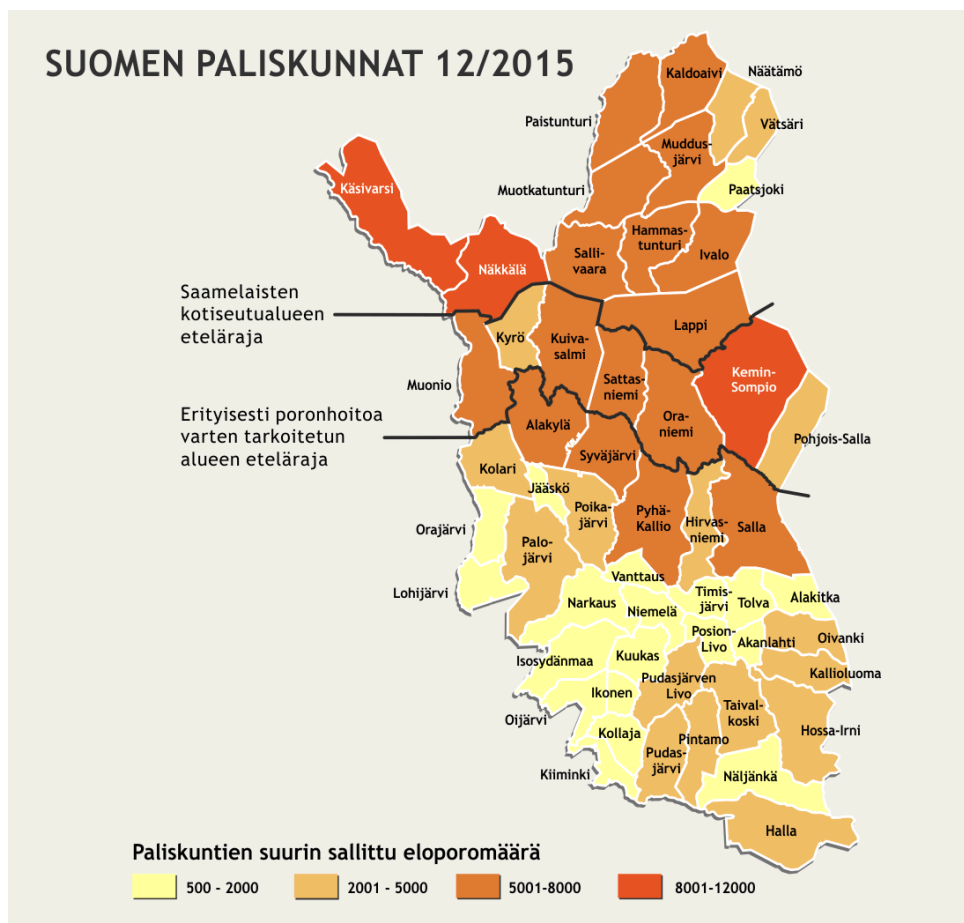 SUOMEN PALISKUNNAT 12/2015
Kaldoaivi
Näätämö
Paistunturi
Vätsäri
Muddus-
järvi
Käsivarsi
Muotkatunturi
Paatsjoki
Hammas-
tunturi
Salli-
vaara
Ivalo
Näkkälä
Saamelaisten
kotiseutualueen
eteläraja
Lappi
Kyrö
Kuiva-
salmi
Muonio
Sattas-
niemi
Kemin-
Sompio
Erityisesti poronhoitoa
varten tarkoitetun
alueen eteläraja
Alakylä
Ora-
niemi
Pohjois-Salla
Syväjärvi
Kolari
Jääskö
Poika-
järvi
Pyhä-
Kallio
Hirvas-
niemi
Salla
Orajärvi
Palo-
järvi
Vanttaus
Lohijärvi
Narkaus
Niemelä
Timis-
järvi
Tolva
Alakitka
Posion-
Livo
Akanlahti
Oivanki
Isosydänmaa
Kuukas
Pudasjärven
Livo
Kallioluoma
Ikonen
Taival-
koski
Oijärvi
Kollaja
Pintamo
Hossa-Irni
Pudas-
järvi
Kiiminki
Näljänkä
Halla
Paliskuntien suurin sallittu eloporomäärä
500 - 2000
2001 - 5000
5001-8000
8001-12000